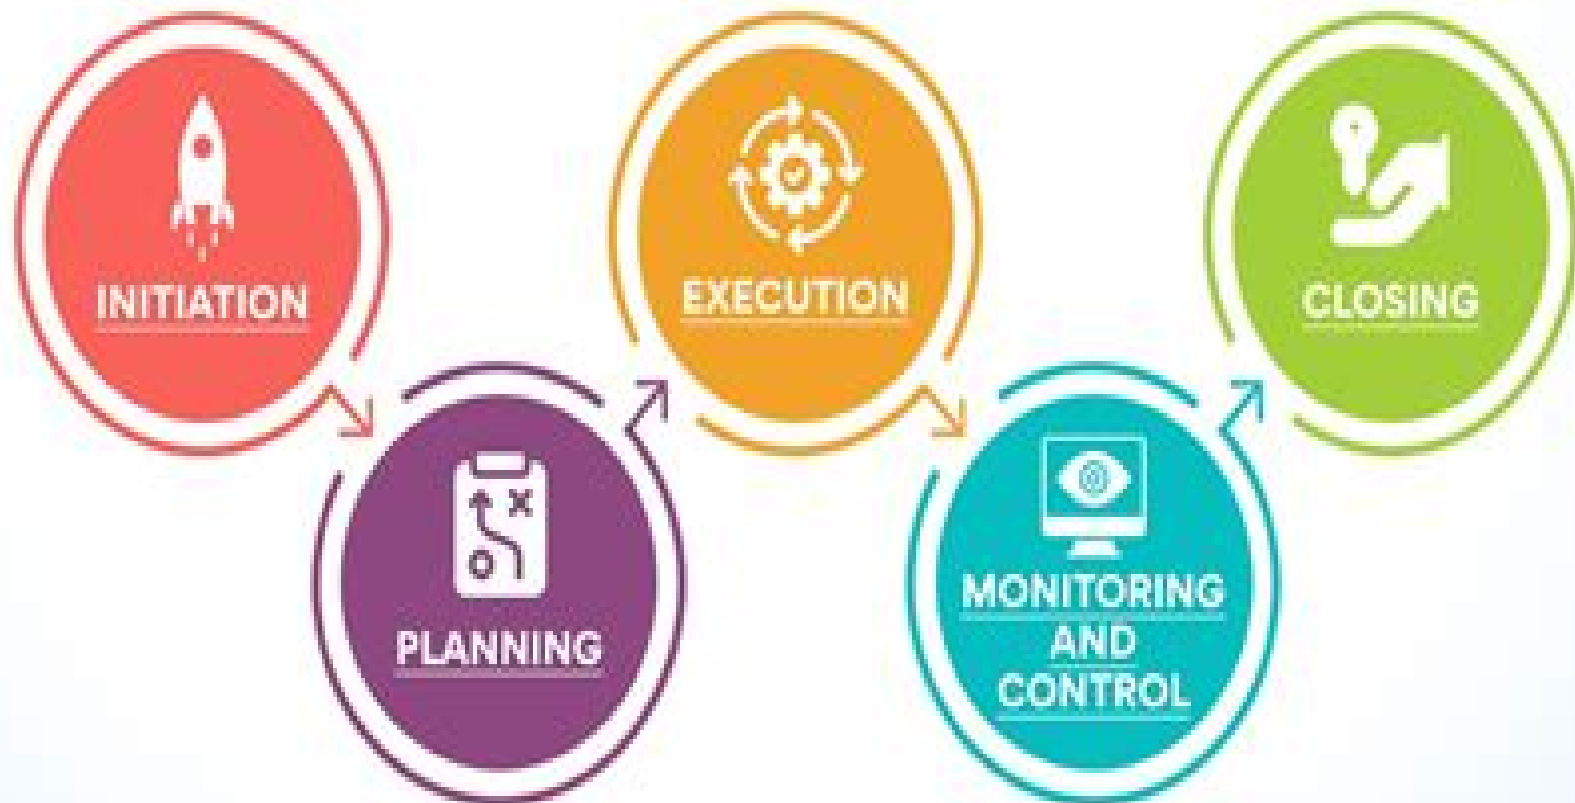 INITIATION
PLANNING
EXECUTION
MONITORING
AND
CONTROL
CLOSING